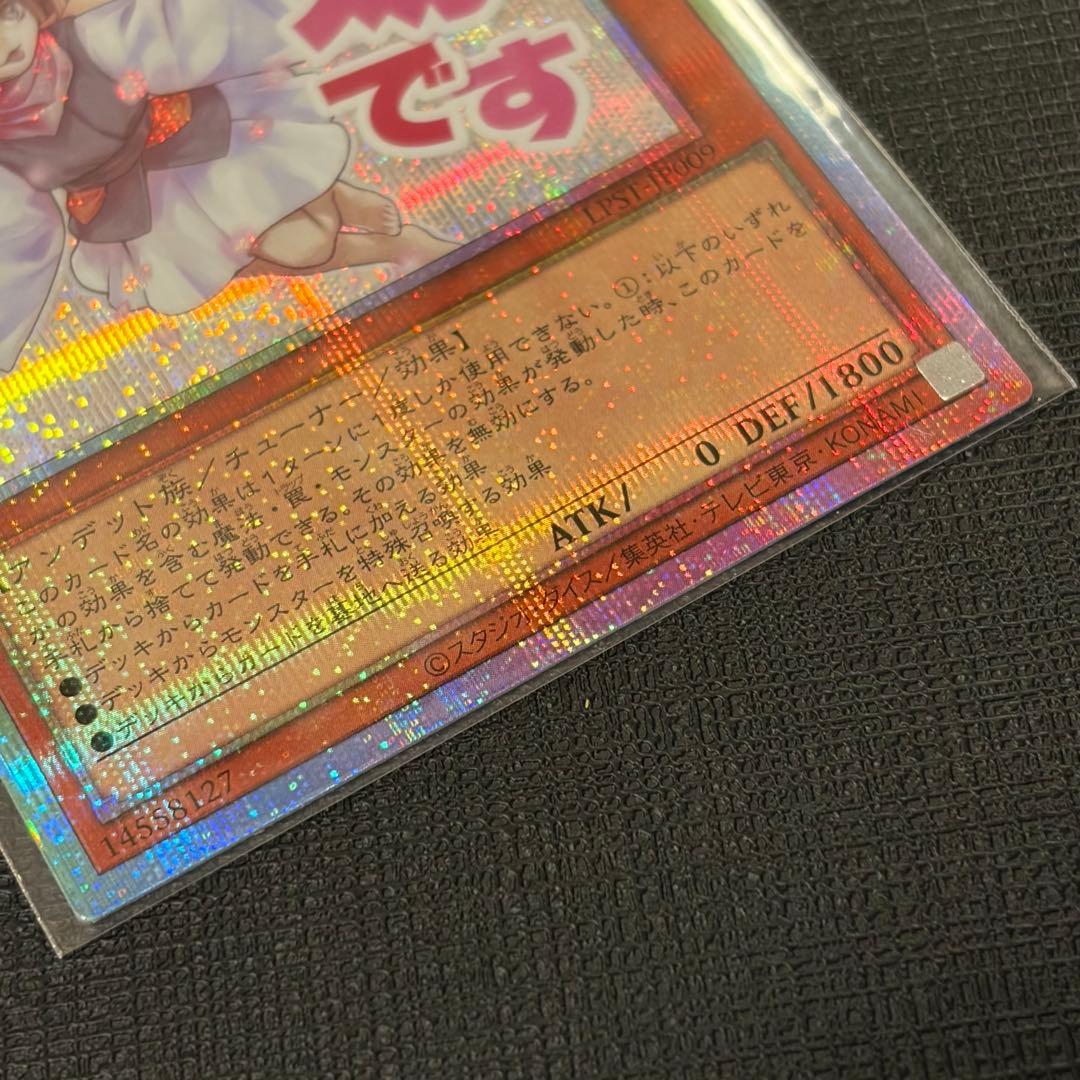 です
LPST-JP009
アンデット族／チューナー／効果】
このカード名の効果は1ターンに1度しか使用できない。①：以下のいずれ
かの効果を含む魔法・罠・モンスターの効果が発動した時、このカードを
手札から捨てて発動できる。その効果を無効にする。
●デッキからカードを手札に加える効果
●デッキからモンスターを特殊召喚する効果
●デッキからカードを墓地へ送る効果
ATK/ 0 DEF/1800
14558127
©スタジオ・ダイス／集英社・テレビ東京・KONAMI